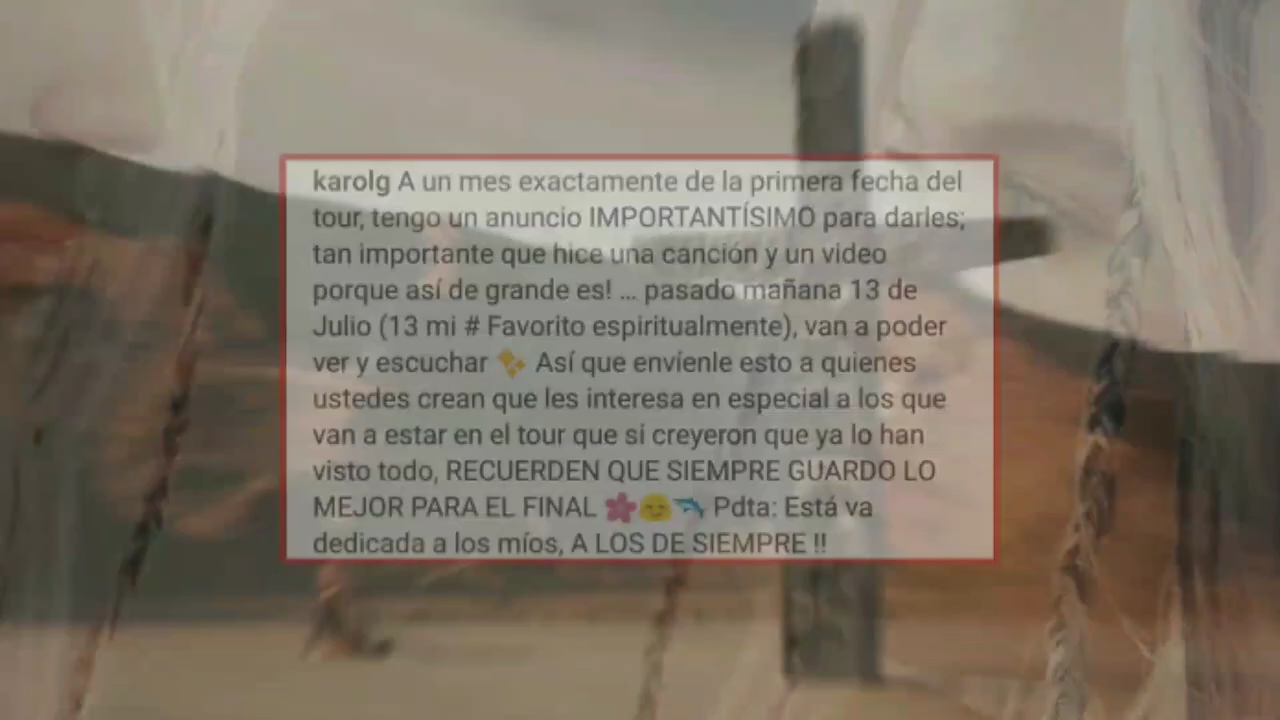 karolg A un mes exactamente de la primera fecha del
tour, tengo un anuncio IMPORTANTÍSIMO para darles;
tan importante que hice una canción y un video
porque así de grande es! ... pasado mañana 13 de
Julio (13 mi # Favorito espiritualmente), van a poder
ver y escuchar ✨ Así que envíenle esto a quienes
ustedes crean que les interesa en especial a los que
van a estar en el tour que si creyeron que ya lo han
visto todo, RECUERDEN QUE SIEMPRE GUARDO LO
MEJOR PARA EL FINAL 🌺😊🐬 Pdta: Está va
dedicada a los míos, A LOS DE SIEMPRE !!